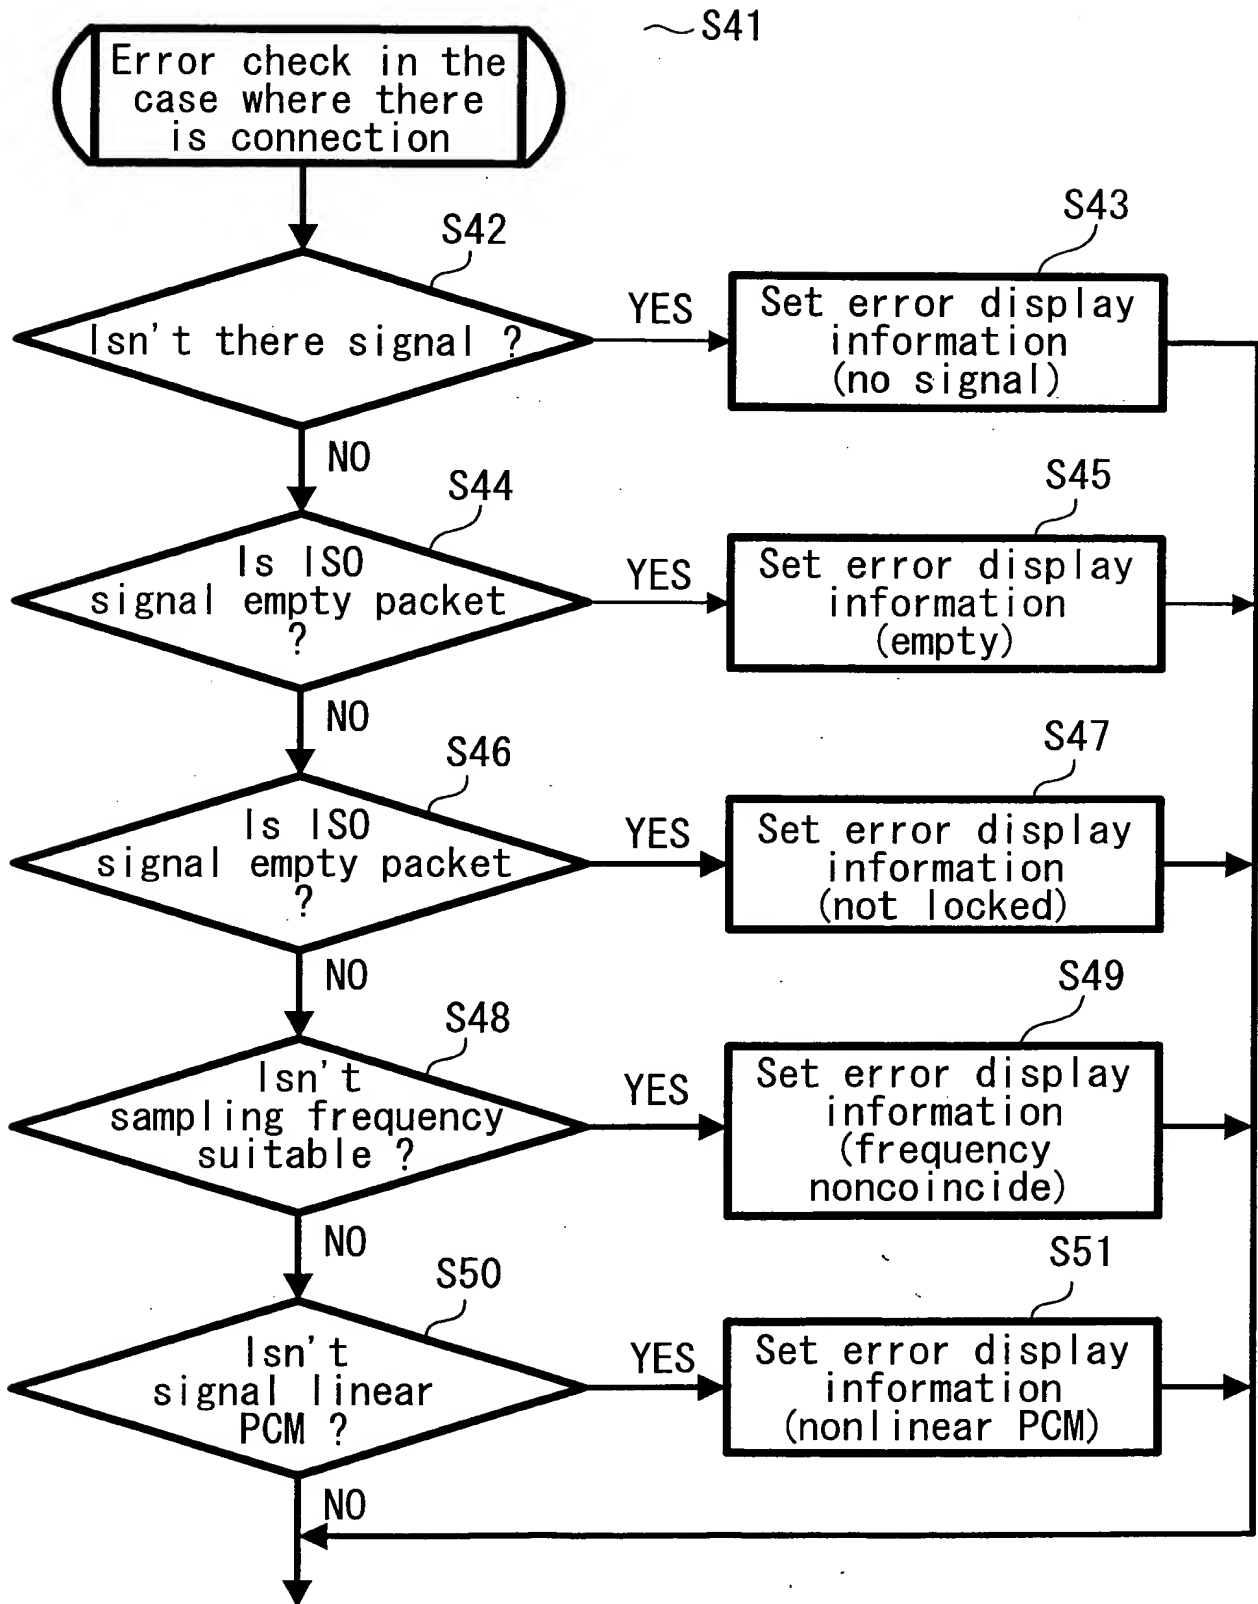 S41
Error check in the
case where there
is connection
S42
Isn't there signal ?
YES
S43
Set error display
information
(no signal)
NO
S44
Is ISO
signal empty packet
?
YES
S45
Set error display
information
(empty)
NO
S46
Is ISO
signal empty packet
?
YES
S47
Set error display
information
(not locked)
NO
S48
Isn't
sampling frequency
suitable ?
YES
S49
Set error display
information
(frequency
noncoincide)
NO
S50
Isn't
signal linear
PCM ?
YES
S51
Set error display
information
(nonlinear PCM)
NO